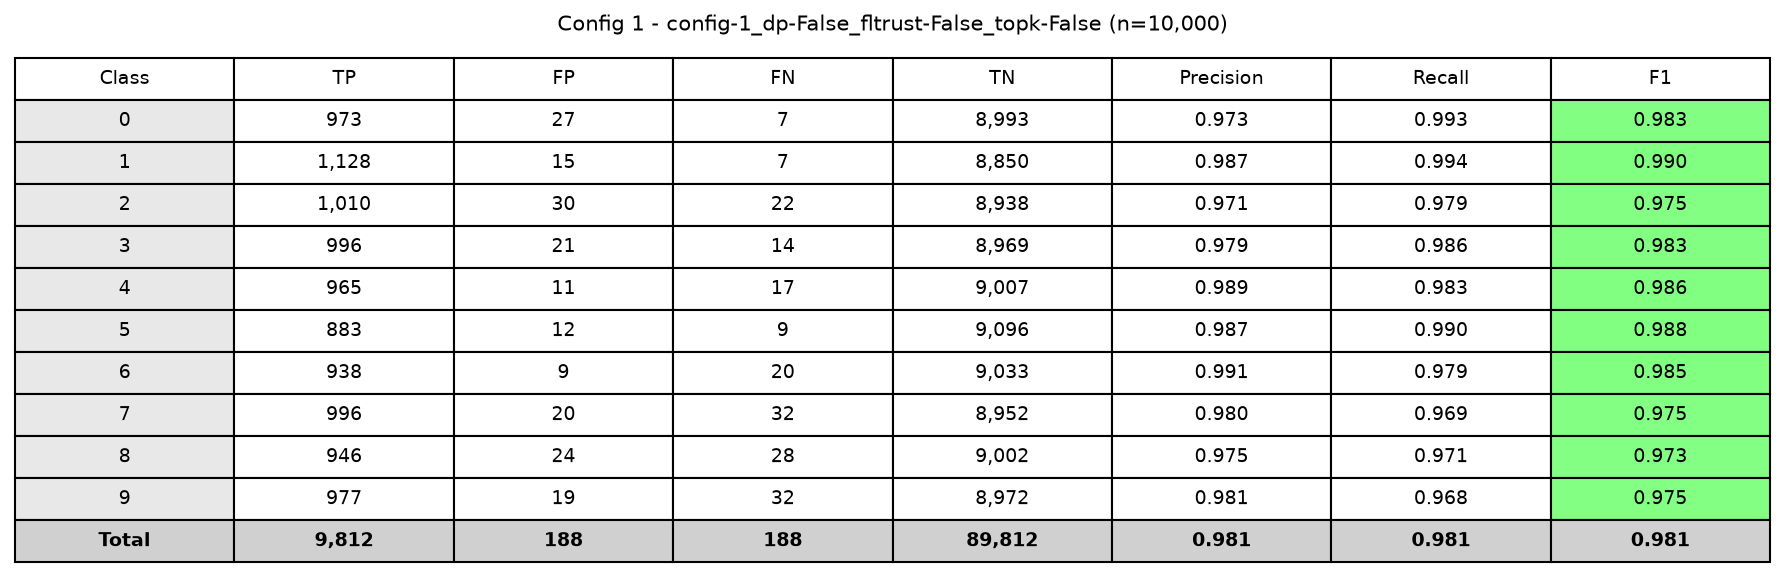 Config 1 - config-1_dp-False_fltrust-False_topk-False (n=10,000)
Class TP FP FN TN Precision Recall F1
0 973 27 7 8,993 0.973 0.993 0.983
1 1,128 15 7 8,850 0.987 0.994 0.990
2 1,010 30 22 8,938 0.971 0.979 0.975
3 996 21 14 8,969 0.979 0.986 0.983
4 965 11 17 9,007 0.989 0.983 0.986
5 883 12 9 9,096 0.987 0.990 0.988
6 938 9 20 9,033 0.991 0.979 0.985
7 996 20 32 8,952 0.980 0.969 0.975
8 946 24 28 9,002 0.975 0.971 0.973
9 977 19 32 8,972 0.981 0.968 0.975
Total 9,812 188 188 89,812 0.981 0.981 0.981